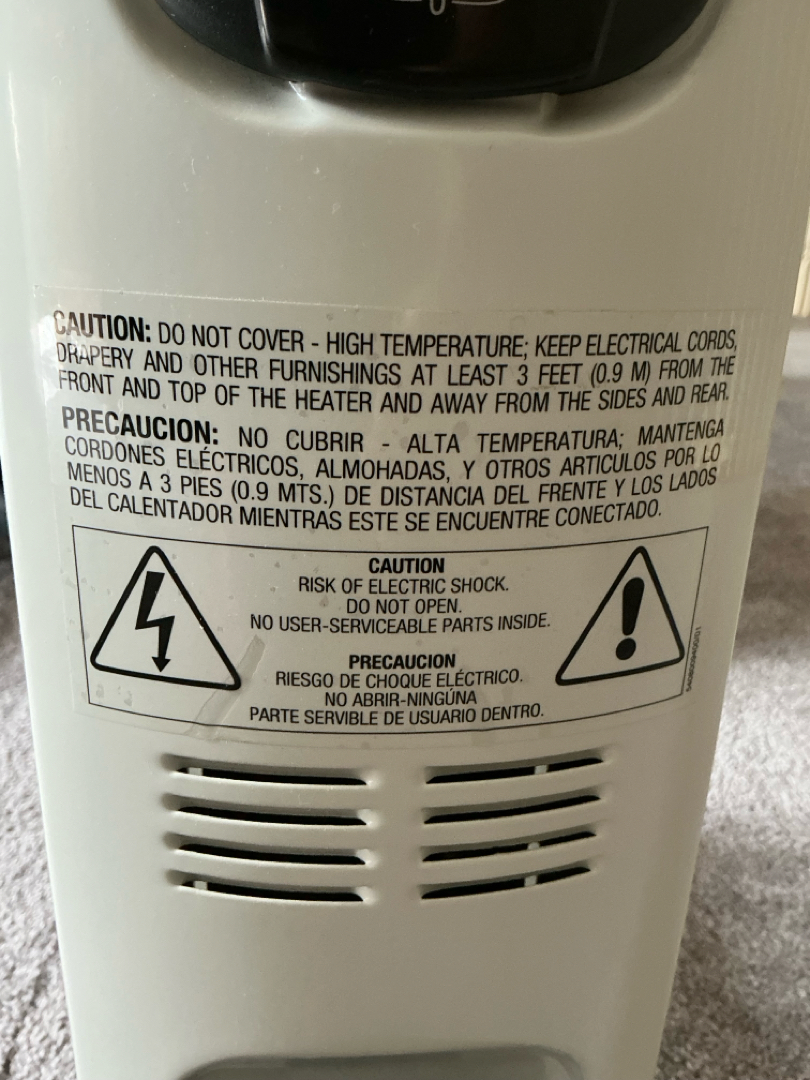 CAUTION: DO NOT COVER - HIGH TEMPERATURE; KEEP ELECTRICAL CORDS,
DRAPERY AND OTHER FURNISHINGS AT LEAST 3 FEET (0.9 M) FROM THE
FRONT AND TOP OF THE HEATER AND AWAY FROM THE SIDES AND REAR.
PRECAUCION: NO CUBRIR - ALTA TEMPERATURA; MANTENGA
CORDONES ELÉCTRICOS, ALMOHADAS, Y OTROS ARTICULOS POR LO
MENOS A 3 PIES (0.9 MTS.) DE DISTANCIA DEL FRENTE Y LOS LADOS
DEL CALENTADOR MIENTRAS ESTE SE ENCUENTRE CONECTADO.
CAUTION
RISK OF ELECTRIC SHOCK.
DO NOT OPEN.
NO USER-SERVICEABLE PARTS INSIDE.
PRECAUCION
RIESGO DE CHOQUE ELÉCTRICO.
NO ABRIR-NINGÚNA
PARTE SERVIBLE DE USUARIO DENTRO.